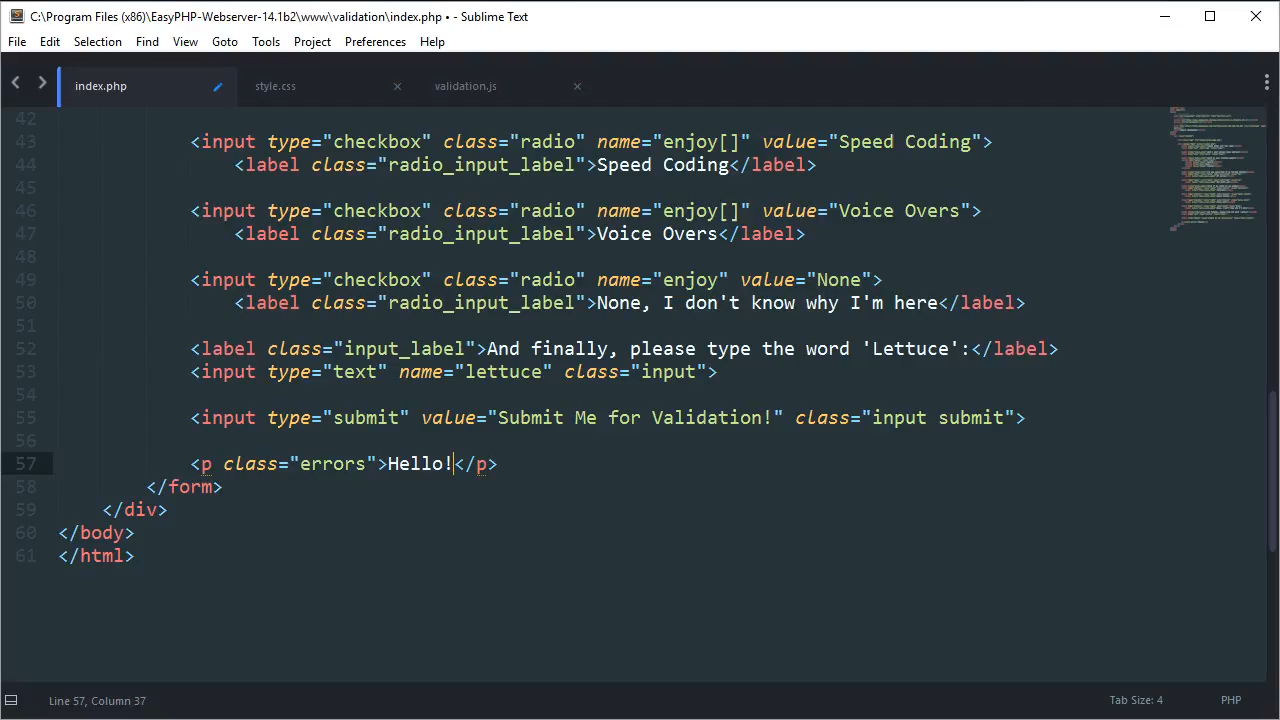 C:\Program Files (x86)\EasyPHP-Webserver-14.1b2\www\validation\index.php • - Sublime Text
File Edit Selection Find View Goto Tools Project Preferences Help
index.php style.css validation.js
42
43 <input type="checkbox" class="radio" name="enjoy[]" value="Speed Coding">
44 <label class="radio_input_label">Speed Coding</label>
45
46 <input type="checkbox" class="radio" name="enjoy[]" value="Voice Overs">
47 <label class="radio_input_label">Voice Overs</label>
48
49 <input type="checkbox" class="radio" name="enjoy" value="None">
50 <label class="radio_input_label">None, I don't know why I'm here</label>
51
52 <label class="input_label">And finally, please type the word 'Lettuce':</label>
53 <input type="text" name="lettuce" class="input">
54
55 <input type="submit" value="Submit Me for Validation!" class="input submit">
56
57 <p class="errors">Hello!</p>
58 </form>
59 </div>
60 </body>
61 </html>
Line 57, Column 37 Tab Size: 4 PHP